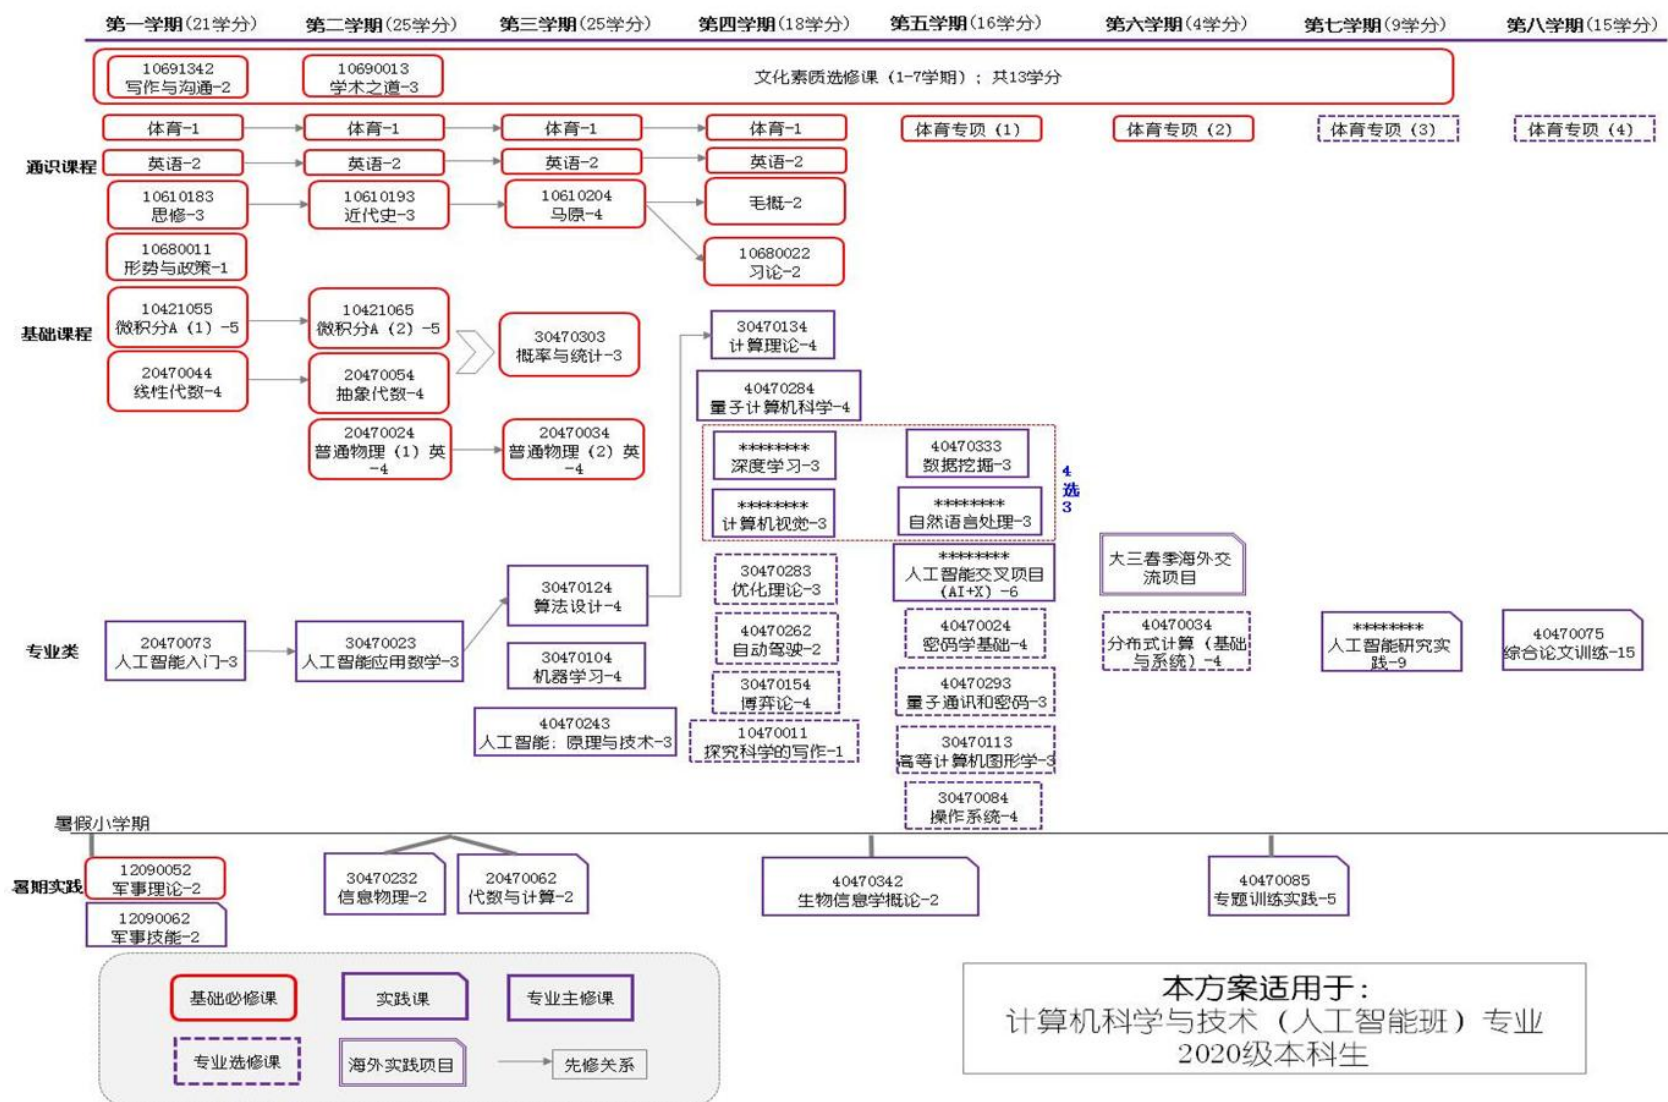 第一学期(21学分)
第二学期(25学分)
第三学期(25学分)
第四学期(18学分)
第五学期(16学分)
第六学期(4学分)
第七学期(9学分)
第八学期(15学分)
10691342
写作与沟通-2
10690013
学术之道-3
文化素质选修课（1-7学期）；共13学分
体育-1
体育-1
体育-1
体育-1
体育专项（1）
体育专项（2）
体育专项（3）
体育专项（4）
通识课程
英语-2
英语-2
英语-2
英语-2
10610183
思修-3
10610193
近代史-3
10610204
马原-4
毛概-2
10680011
形势与政策-1
10680022
习论-2
基础课程
10421055
微积分A（1）-5
10421065
微积分A（2）-5
30470303
概率与统计-3
30470134
计算理论-4
20470044
线性代数-4
20470054
抽象代数-4
40470284
量子计算机科学-4
20470024
普通物理（1）英
-4
20470034
普通物理（2）英
-4
********
深度学习-3
40470333
数据挖掘-3
********
计算机视觉-3
********
自然语言处理-3
4
选
3
专业类
20470073
人工智能入门-3
30470023
人工智能应用数学-3
30470124
算法设计-4
30470104
机器学习-4
40470243
人工智能：原理与技术-3
30470283
优化理论-3
40470262
自动驾驶-2
30470154
博弈论-4
10470011
探究科学的写作-1
********
人工智能交叉项目
(AI+X）-6
40470024
密码学基础-4
40470293
量子通讯和密码-3
30470113
高等计算机图形学-3
30470084
操作系统-4
大三春季海外交
流项目
40470034
分布式计算（基础
与系统）-4
********
人工智能研究实
践-9
40470075
综合论文训练-15
暑假小学期
暑期实践
12090052
军事理论-2
12090062
军事技能-2
30470232
信息物理-2
20470062
代数与计算-2
40470342
生物信息学概论-2
40470085
专题训练实践-5
基础必修课
实践课
专业主修课
专业选修课
海外实践项目
先修关系
本方案适用于：
计算机科学与技术（人工智能班）专业
2020级本科生